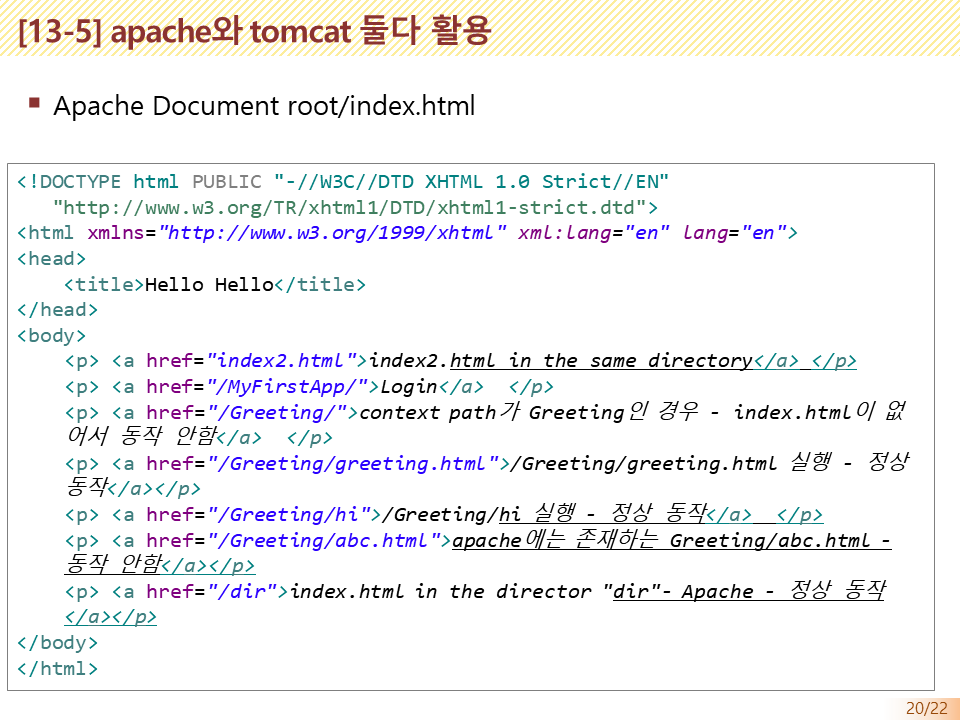 [13-5] apache와 tomcat 둘다 활용
▪ Apache Document root/index.html
<!DOCTYPE html PUBLIC "-//W3C//DTD XHTML 1.0 Strict//EN"
"http://www.w3.org/TR/xhtml1/DTD/xhtml1-strict.dtd">
<html xmlns="http://www.w3.org/1999/xhtml" xml:lang="en" lang="en">
<head>
<title>Hello Hello</title>
</head>
<body>
<p> <a href="index2.html">index2.html in the same directory</a> </p>
<p> <a href="/MyFirstApp/">Login</a>  </p>
<p> <a href="/Greeting/">context path가 Greeting인 경우 - index.html이 없
어서 동작 안함</a>  </p>
<p> <a href="/Greeting/greeting.html">/Greeting/greeting.html 실행 - 정상
동작</a></p>
<p> <a href="/Greeting/hi">/Greeting/hi 실행 - 정상 동작</a>  </p>
<p> <a href="/Greeting/abc.html">apache에는 존재하는 Greeting/abc.html -
동작 안함</a></p>
<p> <a href="/dir">index.html in the director "dir"- Apache - 정상 동작
</a></p>
</body>
</html>
20/22